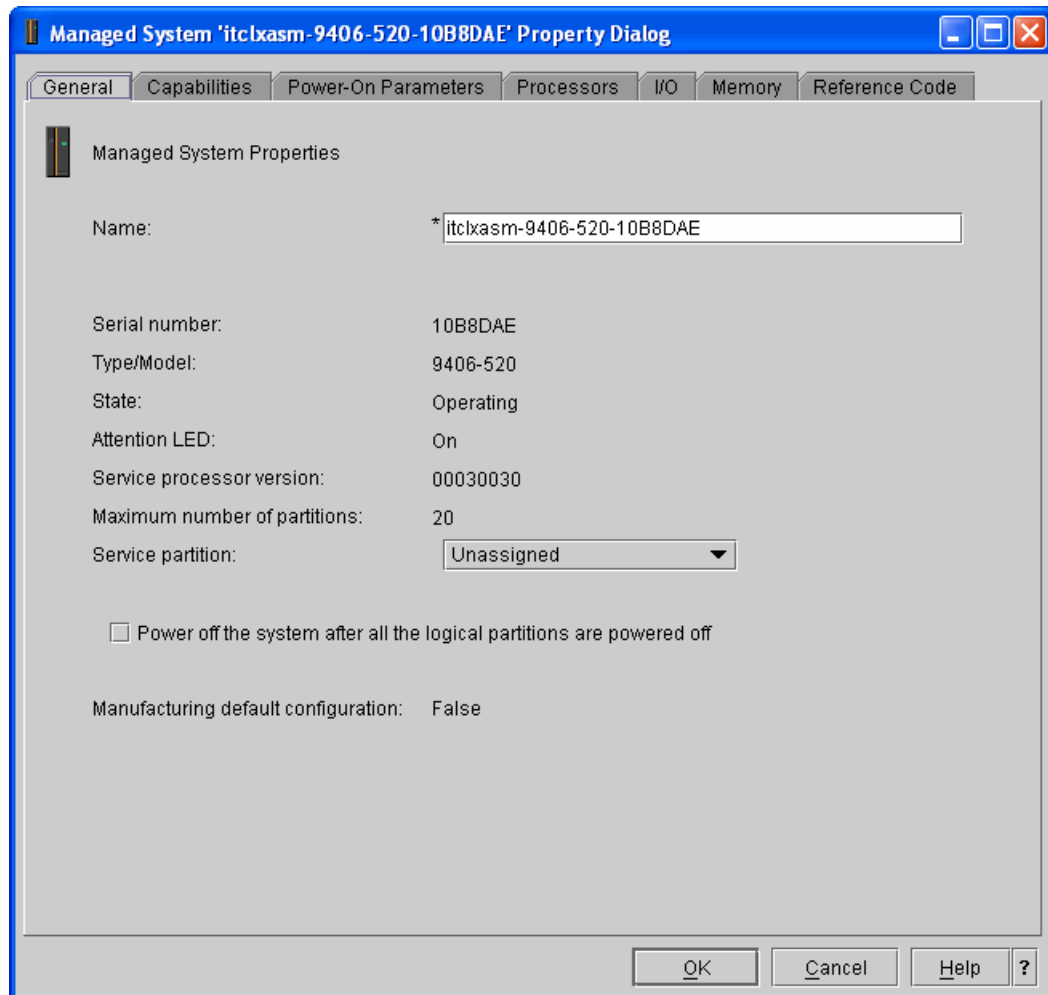 Managed System 'itclxasm-9406-520-10B8DAE' Property Dialog
General Capabilities Power-On Parameters Processors I/O Memory Reference Code
Managed System Properties
Name: *itclxasm-9406-520-10B8DAE
Serial number: 10B8DAE
Type/Model: 9406-520
State: Operating
Attention LED: On
Service processor version: 00030030
Maximum number of partitions: 20
Service partition: Unassigned
Power off the system after all the logical partitions are powered off
Manufacturing default configuration: False
OK Cancel Help ?